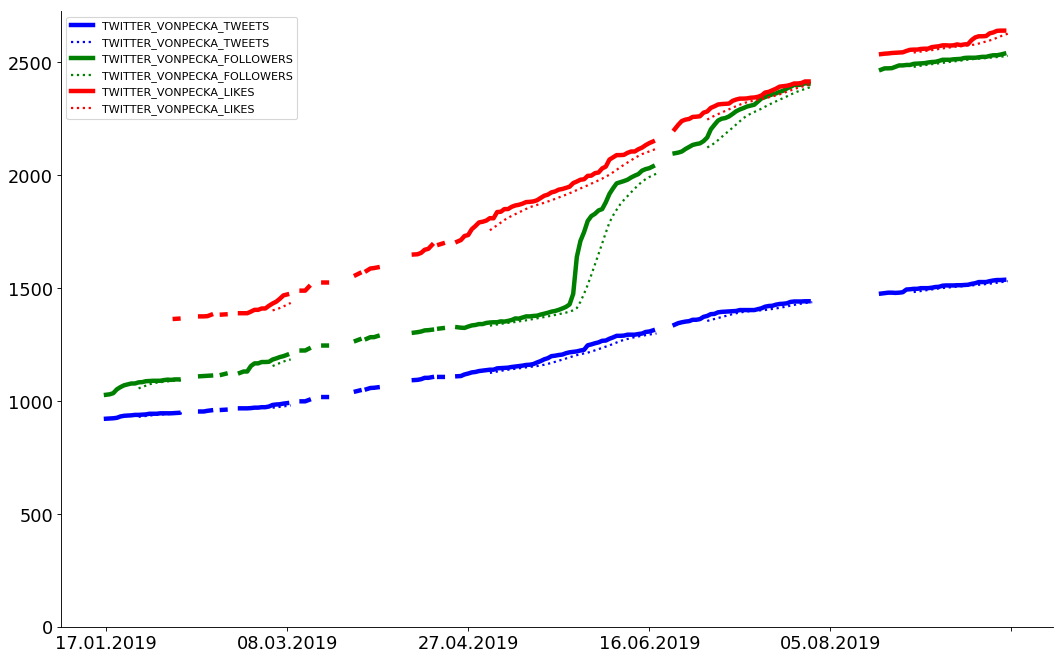 TWITTER_VONPECKA_TWEETS
TWITTER_VONPECKA_TWEETS
TWITTER_VONPECKA_FOLLOWERS
TWITTER_VONPECKA_FOLLOWERS
TWITTER_VONPECKA_LIKES
TWITTER_VONPECKA_LIKES
2500
2000
1500
1000
500
0
17.01.2019 08.03.2019 27.04.2019 16.06.2019 05.08.2019